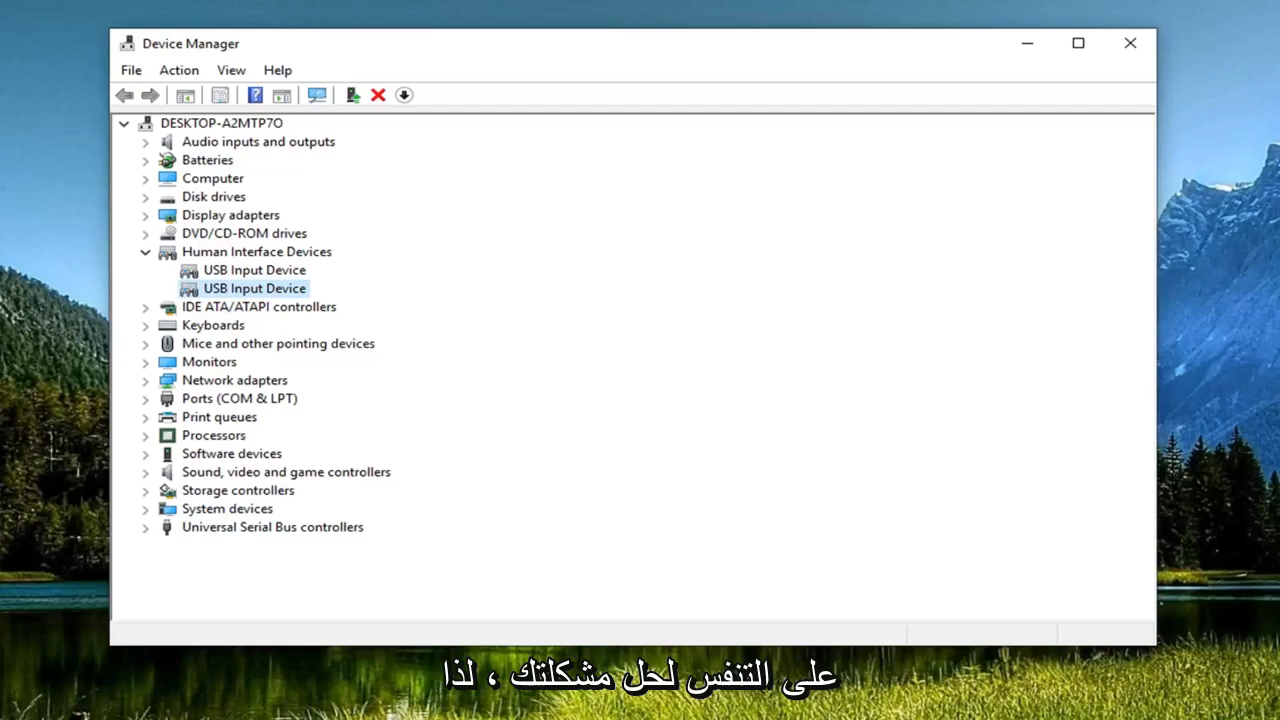 Device Manager
File Action View Help
DESKTOP-A2MTP7O
Audio inputs and outputs
Batteries
Computer
Disk drives
Display adapters
DVD/CD-ROM drives
Human Interface Devices
USB Input Device
USB Input Device
IDE ATA/ATAPI controllers
Keyboards
Mice and other pointing devices
Monitors
Network adapters
Ports (COM & LPT)
Print queues
Processors
Software devices
Sound, video and game controllers
Storage controllers
System devices
Universal Serial Bus controllers
على التنفس لحل مشكلتك ، لذا